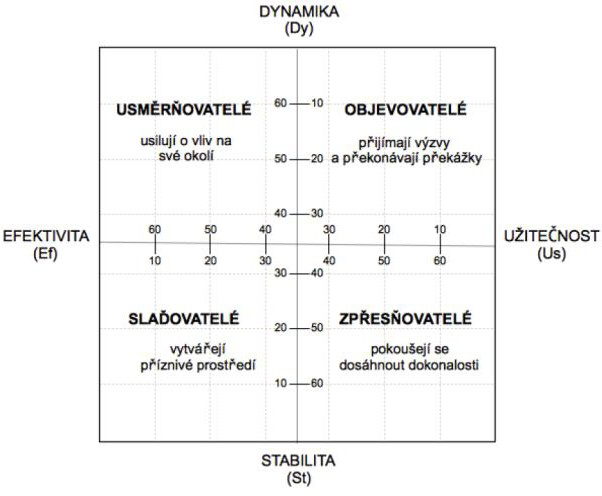 DYNAMIKA
(Dy)
USMĚRŇOVATELÉ
usilují o vliv na
své okolí
60 10
OBJEVOVATELÉ
přijímají výzvy
a překonávají překážky
50 20
40 30
EFEKTIVITA
(Ef)
60 50 40 30 20 10
10 20 30 40 50 60
UŽITEČNOST
(Us)
30 40
SLAĎOVATELÉ
vytvářejí
příznivé prostředí
20 50
ZPŘESŇOVATELÉ
pokoušejí se
dosáhnout dokonalosti
10 60
STABILITA
(St)